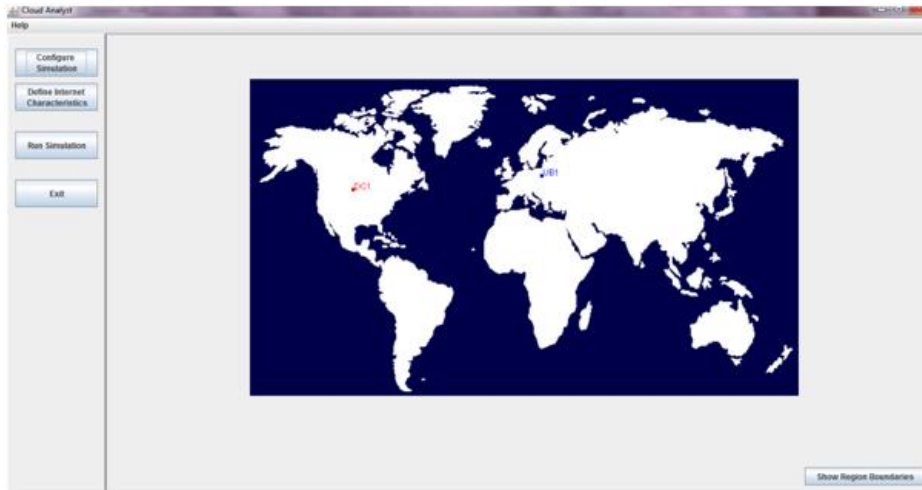 Cloud Analyst
Help
Configure
Simulation
Define Internet
Characteristics
Run Simulation
Exit
DC1
UB1
Show Region Boundaries